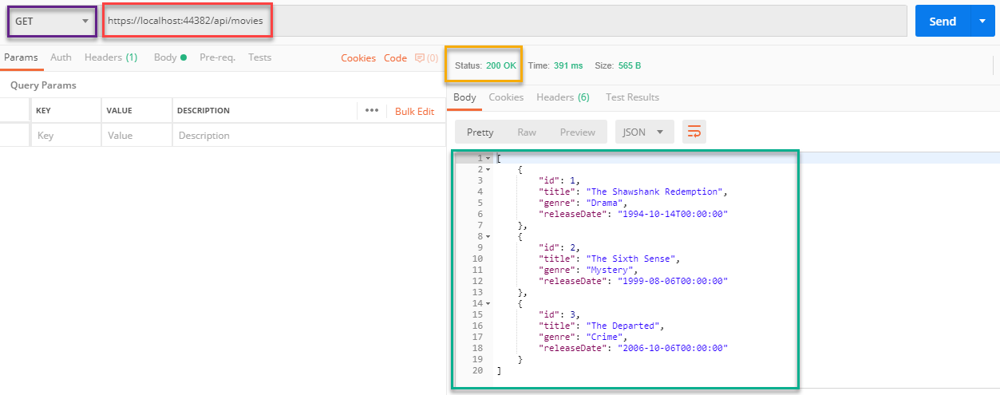 GET https://localhost:44382/api/movies Send
Params Auth Headers (1) Body Pre-req. Tests Cookies Code (0)
Status: 200 OK Time: 391 ms Size: 565 B
Query Params
Body Cookies Headers (6) Test Results
KEY VALUE DESCRIPTION ••• Bulk Edit
Key Value Description
Pretty Raw Preview JSON
1 [
2 {
3 "id": 1,
4 "title": "The Shawshank Redemption",
5 "genre": "Drama",
6 "releaseDate": "1994-10-14T00:00:00"
7 },
8 {
9 "id": 2,
10 "title": "The Sixth Sense",
11 "genre": "Mystery",
12 "releaseDate": "1999-08-06T00:00:00"
13 },
14 {
15 "id": 3,
16 "title": "The Departed",
17 "genre": "Crime",
18 "releaseDate": "2006-10-06T00:00:00"
19 }
20 ]